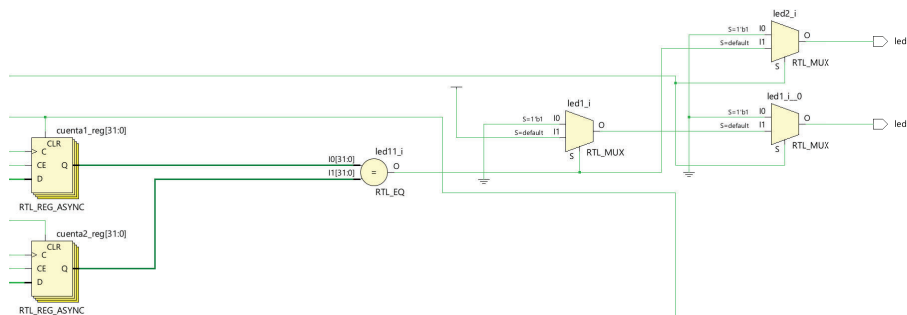 led2_i
S=1'b1 I0
S=default I1
O
S RTL_MUX
led
led1_i__0
S=1'b1 I0
S=default I1
O
S RTL_MUX
led
led1_i
S=1'b1 I0
S=default I1
O
S RTL_MUX
cuenta1_reg[31:0]
CLR
C
CE Q
D
RTL_REG_ASYNC
led11_i
I0[31:0]
I1[31:0]
O
=
RTL_EQ
cuenta2_reg[31:0]
CLR
C
CE Q
D
RTL_REG_ASYNC